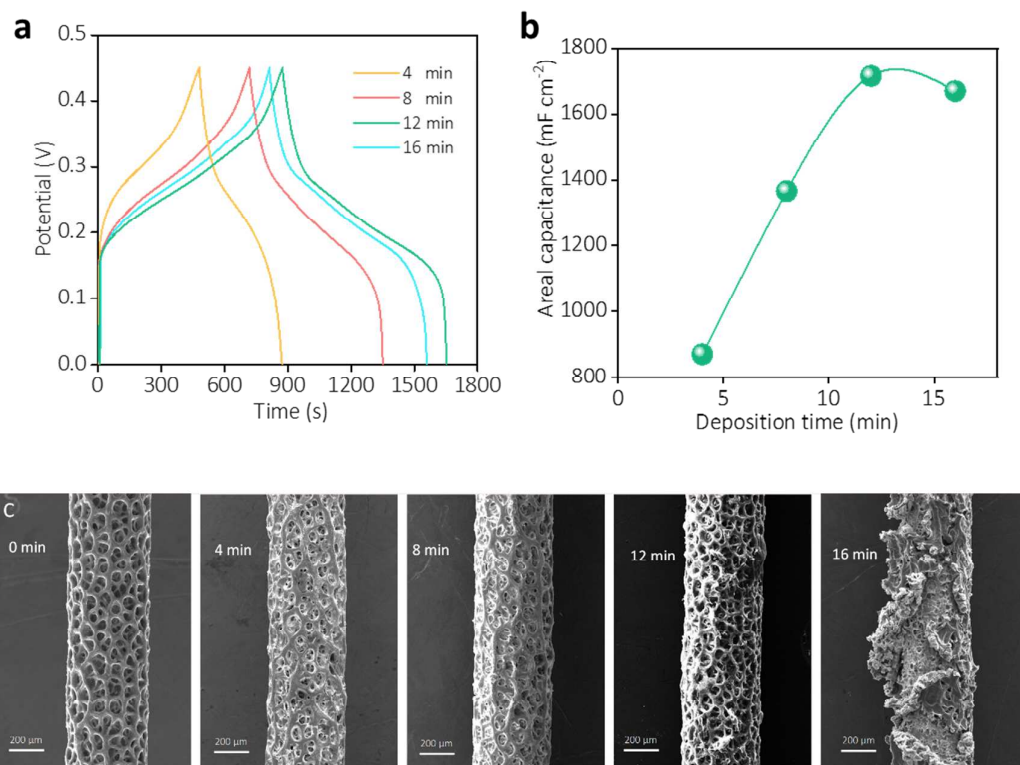 a
0.5
0.4
0.3
0.2
0.1
0.0
Potential (V)
4 min
8 min
12 min
16 min
0 300 600 900 1200 1500 1800
Time (s)
b
1800
1600
1400
1200
1000
800
Areal capacitance (mF cm⁻²)
0 5 10 15
Deposition time (min)
c
0 min
4 min
8 min
12 min
16 min
200 μm
200 μm
200 μm
200 μm
200 μm